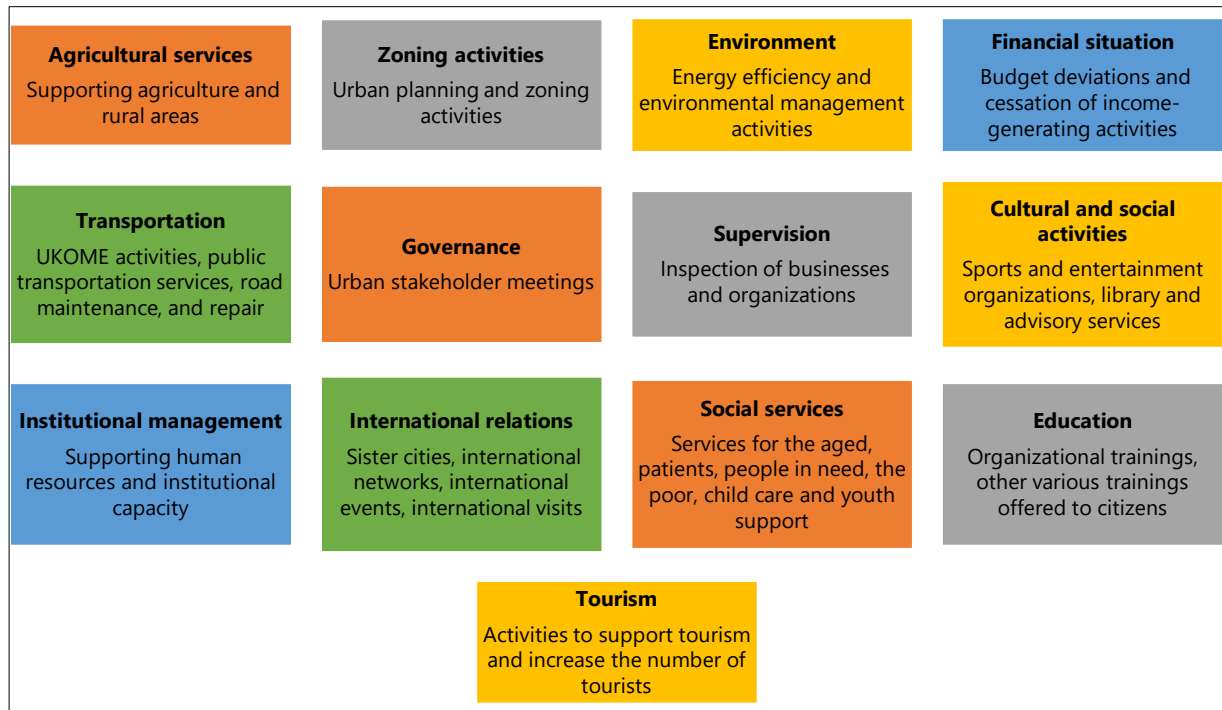 Agricultural services
Supporting agriculture and
rural areas
Zoning activities
Urban planning and zoning
activities
Environment
Energy efficiency and
environmental management
activities
Financial situation
Budget deviations and
cessation of income-
generating activities
Transportation
UKOME activities, public
transportation services, road
maintenance, and repair
Governance
Urban stakeholder meetings
Supervision
Inspection of businesses
and organizations
Cultural and social
activities
Sports and entertainment
organizations, library and
advisory services
Institutional management
Supporting human
resources and institutional
capacity
International relations
Sister cities, international
networks, international
events, international visits
Social services
Services for the aged,
patients, people in need, the
poor, child care and youth
support
Education
Organizational trainings,
other various trainings
offered to citizens
Tourism
Activities to support tourism
and increase the number of
tourists